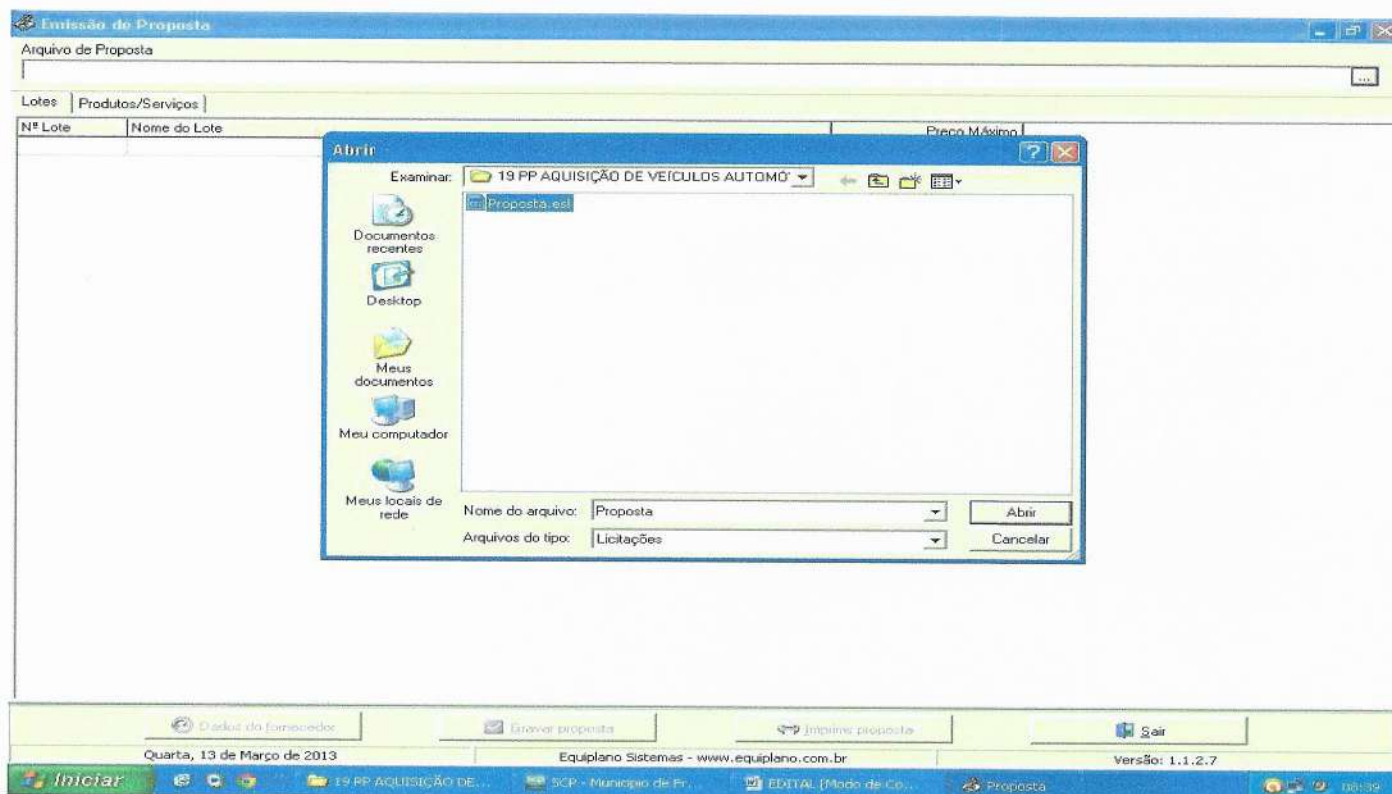 Emissão de Proposta
Arquivo de Proposta
...
Lotes Produtos/Serviços
Nº Lote Nome do Lote Preço Máximo
Abrir
Examinar: 19 PP AQUISIÇÃO DE VEÍCULOS AUTOMÓ
Proposta.esl
Documentos
recentes
Desktop
Meus
documentos
Meu computador
Meus locais de
rede
Nome do arquivo: Proposta Abrir
Arquivos do tipo: Licitações Cancelar
Dados do fornecedor Gravar proposta Imprimir proposta Sair
Quarta, 13 de Março de 2013 Equiplano Sistemas - www.equiplano.com.br Versão: 1.1.2.7
Iniciar 19 PP AQUISIÇÃO DE... SCP - Município de Fr... EDITAL [Modo de Co... Proposta 08:39